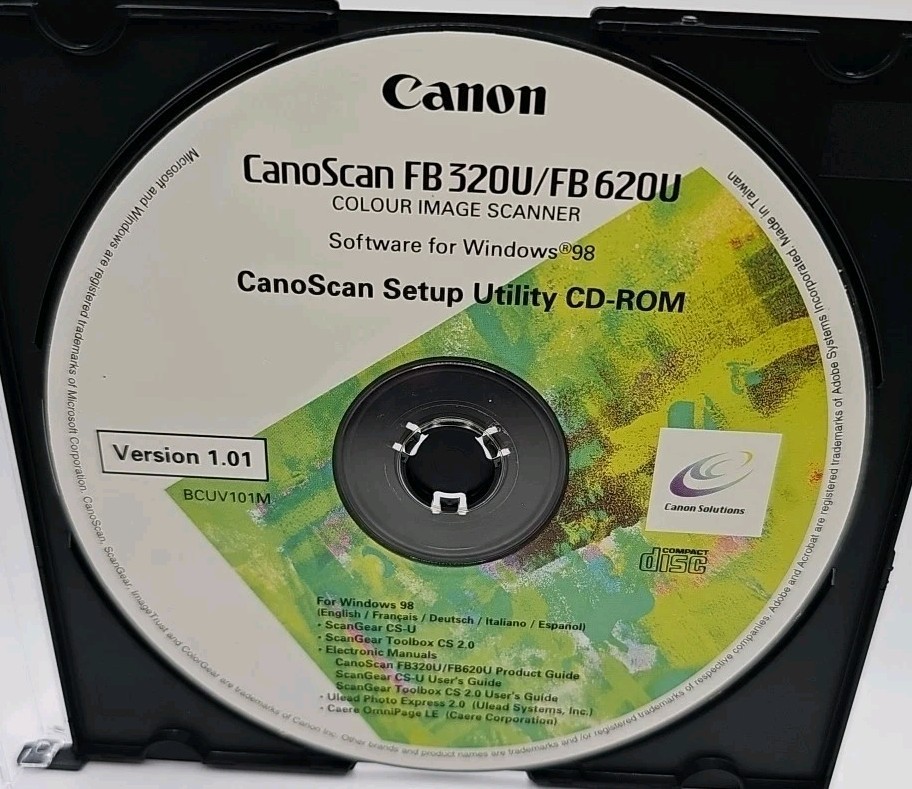 Canon
CanoScan FB 320U/FB 620U
COLOUR IMAGE SCANNER
Software for Windows®98
CanoScan Setup Utility CD-ROM
Version 1.01
BCUV101M
Canon Solutions
COMPACT
disc
For Windows 98
(English / Français / Deutsch / Italiano / Español)
· ScanGear CS-U
· ScanGear Toolbox CS 2.0
· Electronic Manuals
CanoScan FB320U/FB620U Product Guide
ScanGear CS-U User's Guide
ScanGear Toolbox CS 2.0 User's Guide
· Ulead Photo Express 2.0 (Ulead Systems, Inc.)
· Caere OmniPage LE (Caere Corporation)
Microsoft and Windows are registered trademarks of Microsoft Corporation. CanoScan, ScanGear, ImageTrust and ColorGear are trademarks of Canon Inc. Other brands and product names are trademarks and /or registered trademarks of respective companies. Adobe and Acrobat are registered trademarks of Adobe Systems Incorporated. Made in Taiwan